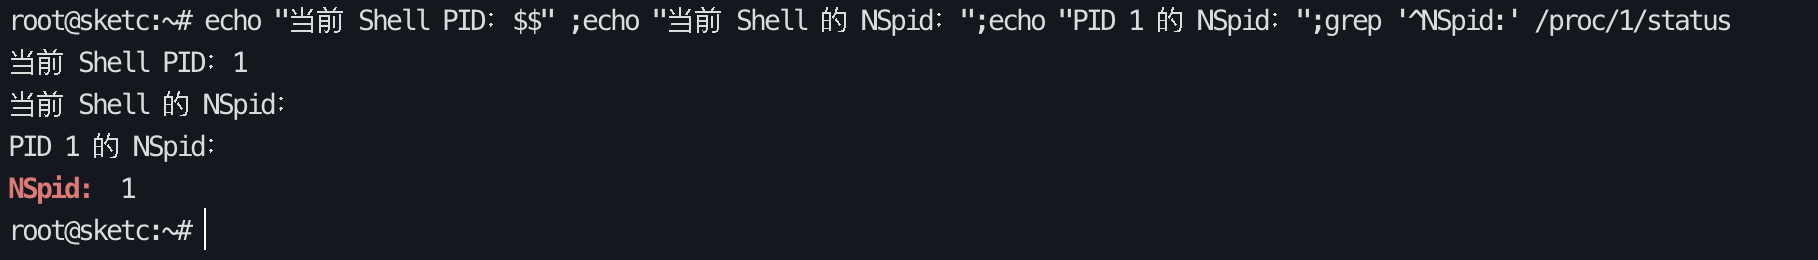 root@sketc:~# echo "当前 Shell PID: $$" ;echo "当前 Shell 的 NSpid: ";echo "PID 1 的 NSpid: ";grep '^NSpid:' /proc/1/status
当前 Shell PID: 1
当前 Shell 的 NSpid:
PID 1 的 NSpid:
NSpid:  1
root@sketc:~#